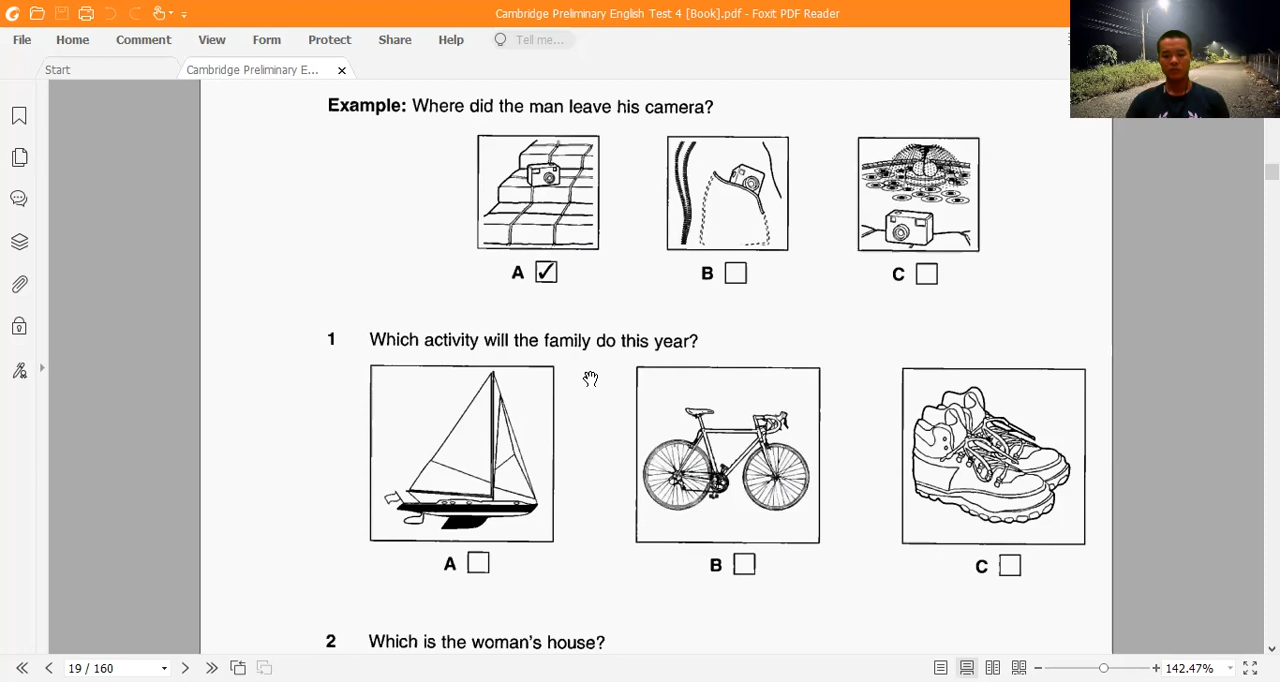 Cambridge Preliminary English Test 4 [Book].pdf - Foxit PDF Reader
File Home Comment View Form Protect Share Help Tell me...
Start Cambridge Preliminary E...
Example: Where did the man leave his camera?
A B C
1 Which activity will the family do this year?
A B C
2 Which is the woman's house?
19 / 160 142.47%